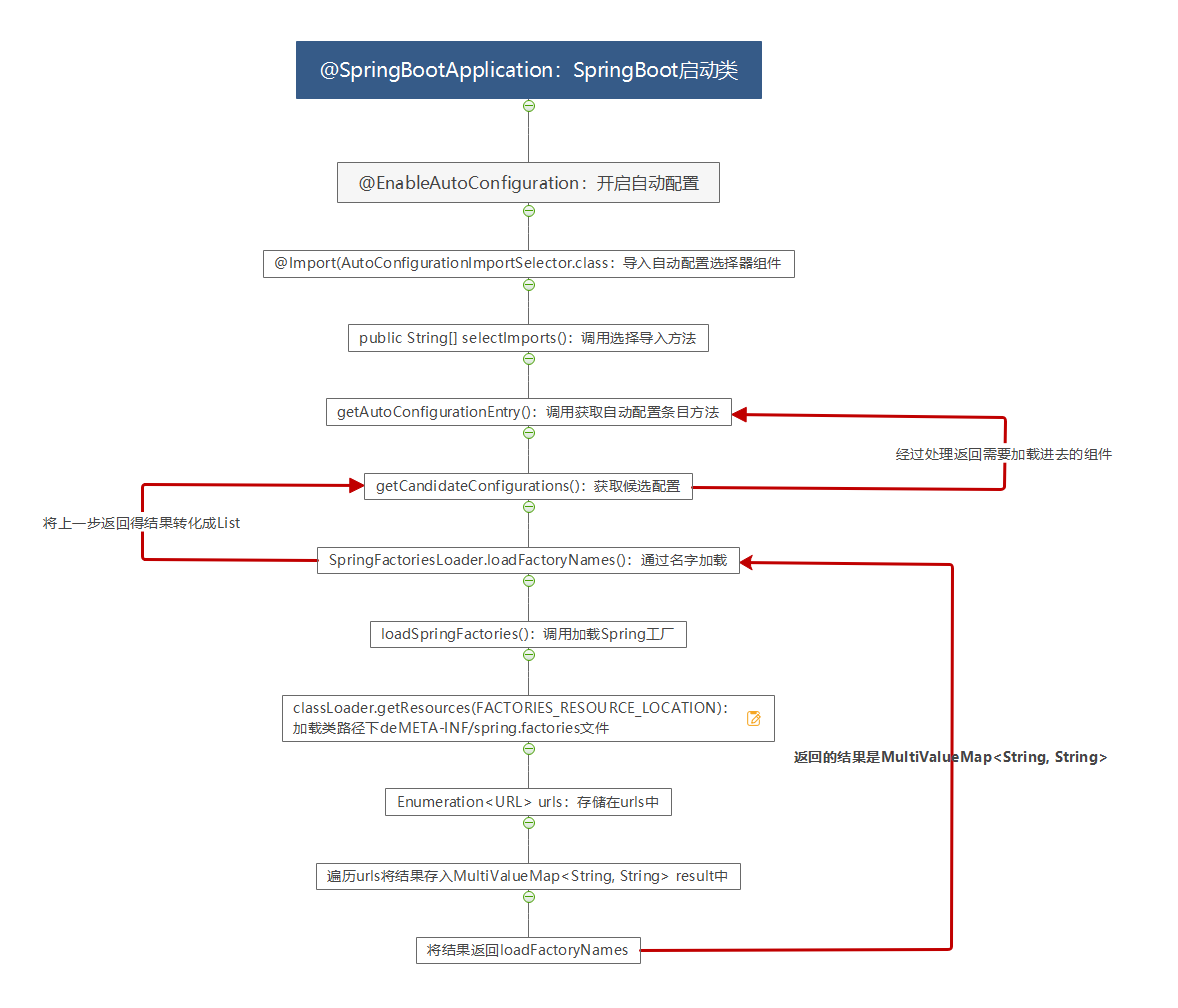 @SpringBootApplication：SpringBoot启动类
@EnableAutoConfiguration：开启自动配置
@Import(AutoConfigurationImportSelector.class：导入自动配置选择器组件
public String[] selectImports()：调用选择导入方法
getAutoConfigurationEntry()：调用获取自动配置条目方法
经过处理返回需要加载进去的组件
getCandidateConfigurations()：获取候选配置
将上一步返回得结果转化成List
SpringFactoriesLoader.loadFactoryNames()：通过名字加载
loadSpringFactories()：调用加载Spring工厂
classLoader.getResources(FACTORIES_RESOURCE_LOCATION)：
加载类路径下deMETA-INF/spring.factories文件
返回的结果是MultiValueMap<String, String>
Enumeration<URL> urls：存储在urls中
遍历urls将结果存入MultiValueMap<String, String> result中
将结果返回loadFactoryNames